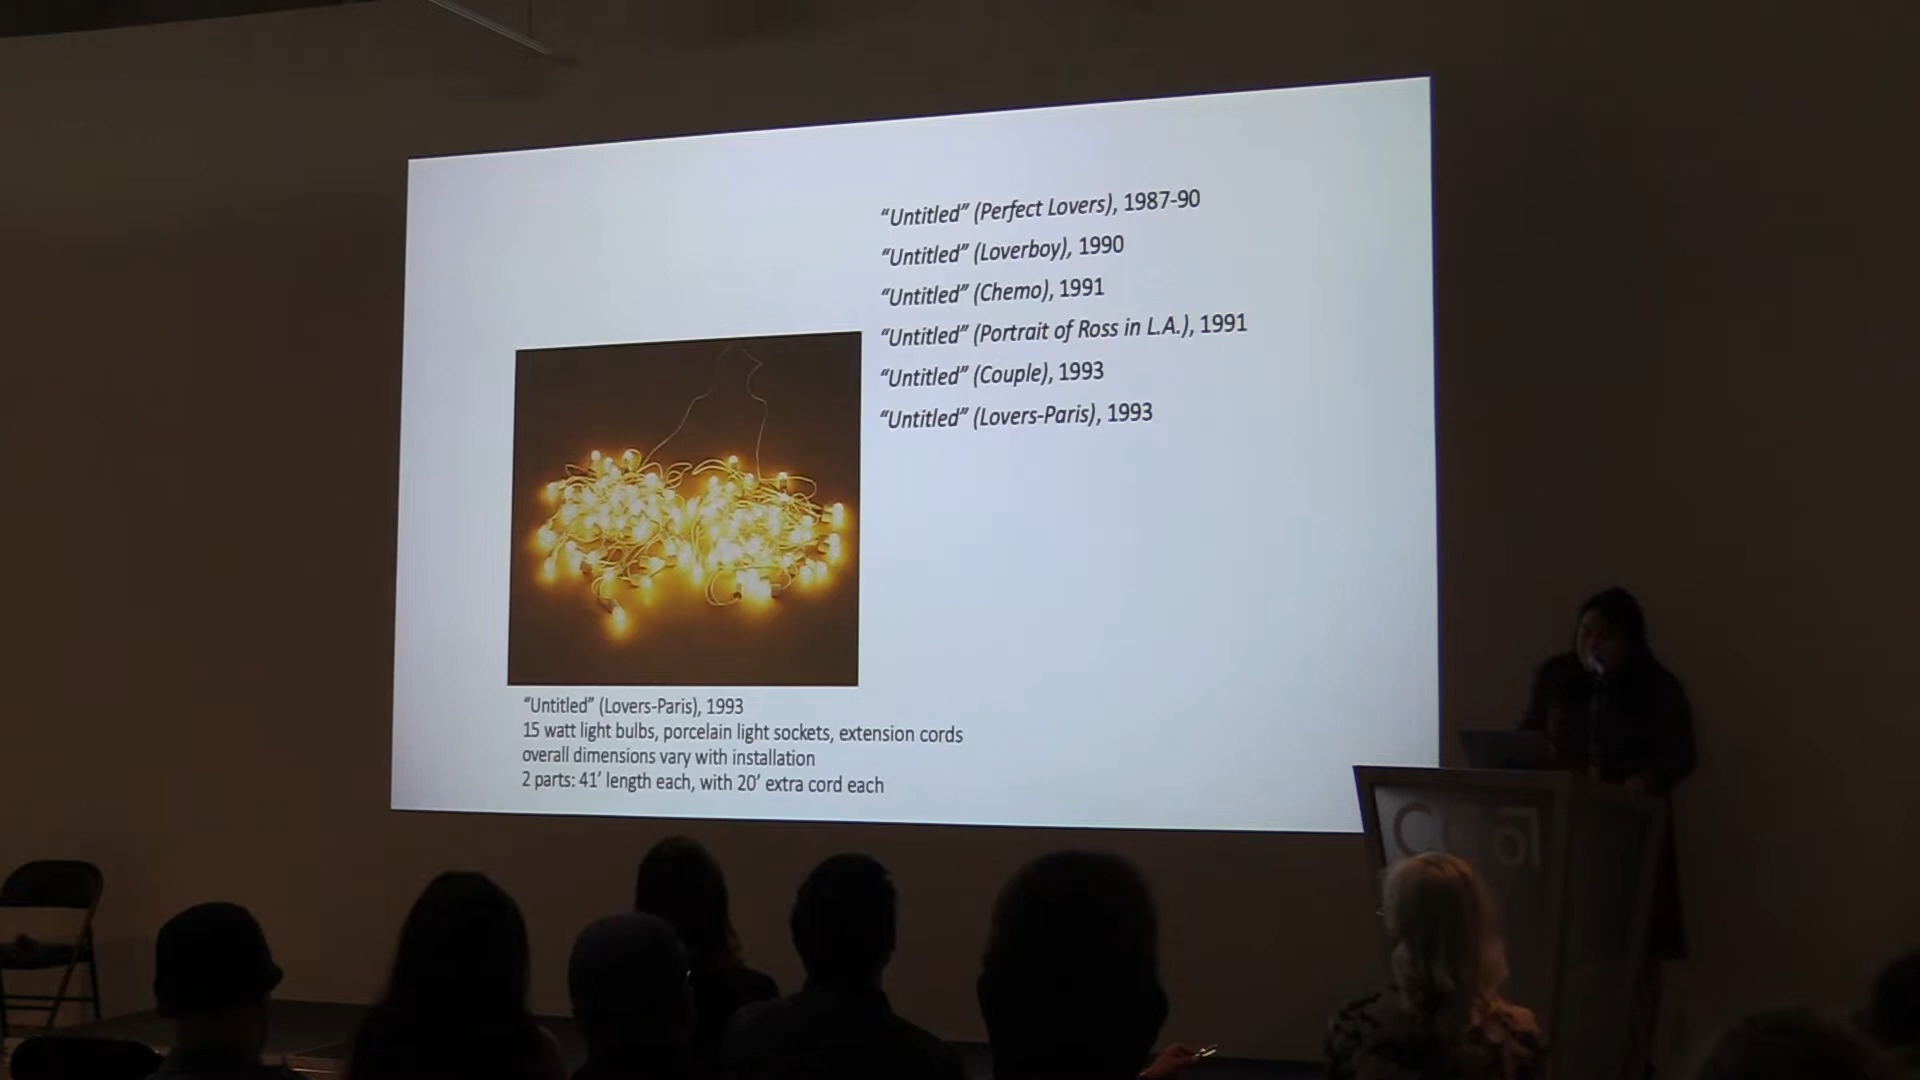 “Untitled” (Perfect Lovers), 1987-90
“Untitled” (Loverboy), 1990
“Untitled” (Chemo), 1991
“Untitled” (Portrait of Ross in L.A.), 1991
“Untitled” (Couple), 1993
“Untitled” (Lovers-Paris), 1993
“Untitled” (Lovers-Paris), 1993
15 watt light bulbs, porcelain light sockets, extension cords
overall dimensions vary with installation
2 parts: 41’ length each, with 20’ extra cord each